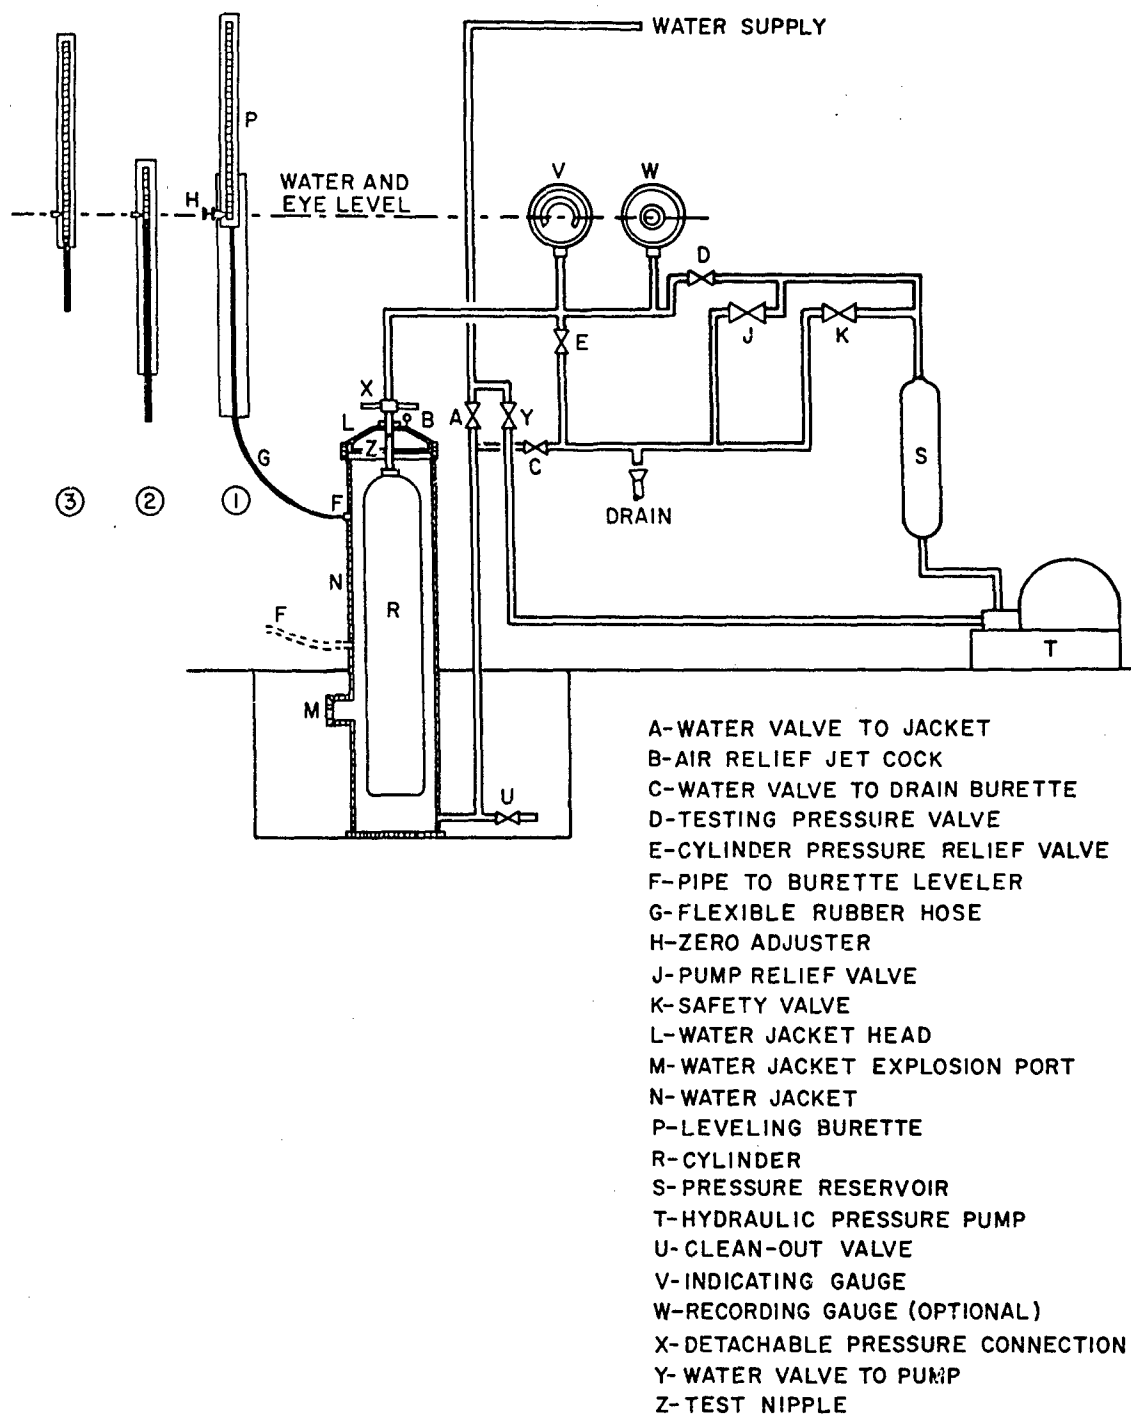 WATER SUPPLY
P
V
W
H
WATER AND
EYE LEVEL
D
J
K
E
X
L
B
A
Y
Z
C
S
G
3
2
1
F
DRAIN
N
R
F
T
M
U
A-WATER VALVE TO JACKET
B-AIR RELIEF JET COCK
C-WATER VALVE TO DRAIN BURETTE
D-TESTING PRESSURE VALVE
E-CYLINDER PRESSURE RELIEF VALVE
F-PIPE TO BURETTE LEVELER
G-FLEXIBLE RUBBER HOSE
H-ZERO ADJUSTER
J-PUMP RELIEF VALVE
K-SAFETY VALVE
L-WATER JACKET HEAD
M-WATER JACKET EXPLOSION PORT
N-WATER JACKET
P-LEVELING BURETTE
R-CYLINDER
S-PRESSURE RESERVOIR
T-HYDRAULIC PRESSURE PUMP
U-CLEAN-OUT VALVE
V-INDICATING GAUGE
W-RECORDING GAUGE (OPTIONAL)
X-DETACHABLE PRESSURE CONNECTION
Y-WATER VALVE TO PUMP
Z-TEST NIPPLE